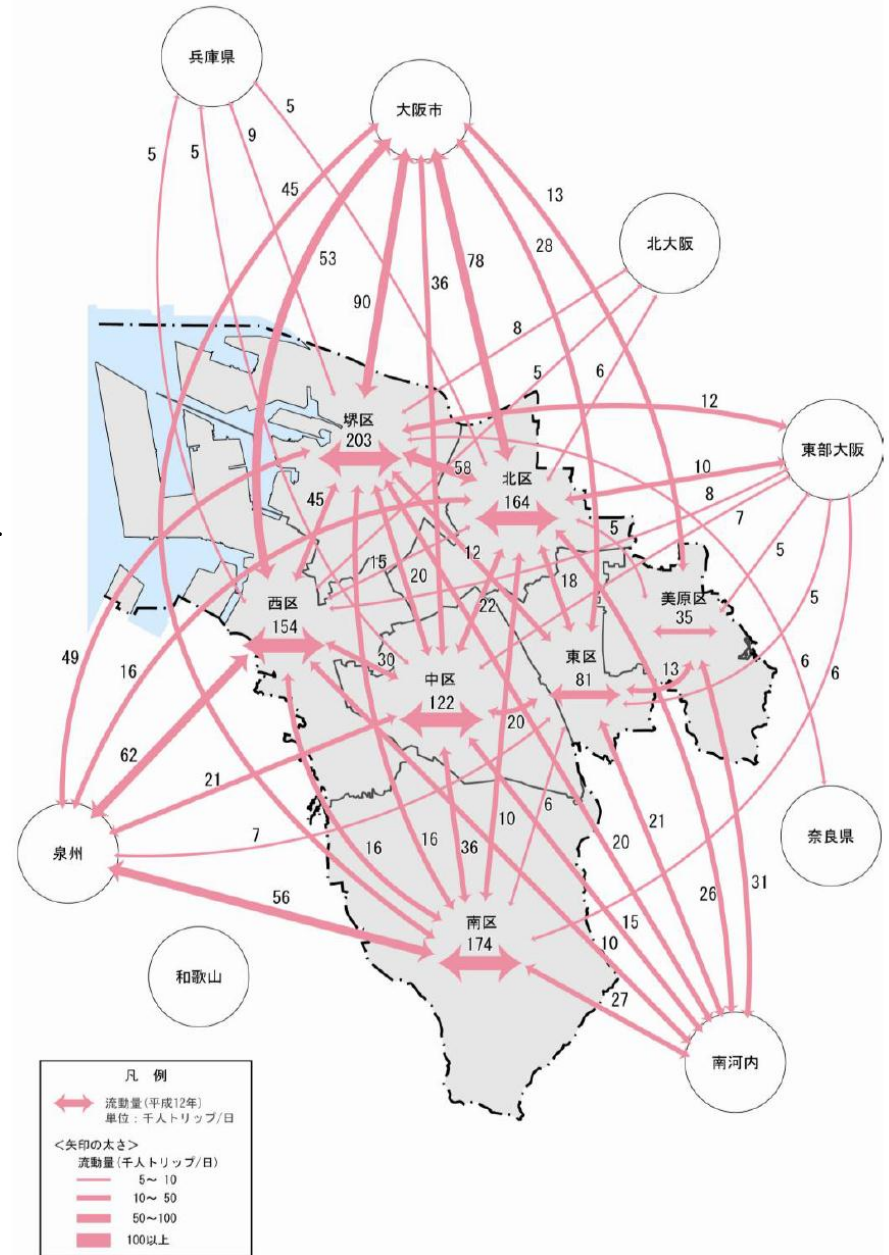 兵庫県
大阪市
5
9
5
5
45
13
北大阪
28
53
36
78
90
8
5
6
12
東部大阪
堺区
203
58
北区
164
10
8
7
45
15
20
12
5
18
5
22
美原区
35
西区
154
30
中区
122
東区
81
13
5
6
6
49
16
62
20
21
7
泉州
16
16
36
10
6
20
21
奈良県
26
31
56
南区
174
15
10
和歌山
27
南河内
凡 例
流動量(平成12年)
単位:千人トリップ/日
<矢印の太さ>
流動量(千人トリップ/日)
5~ 10
10~ 50
50~100
100以上